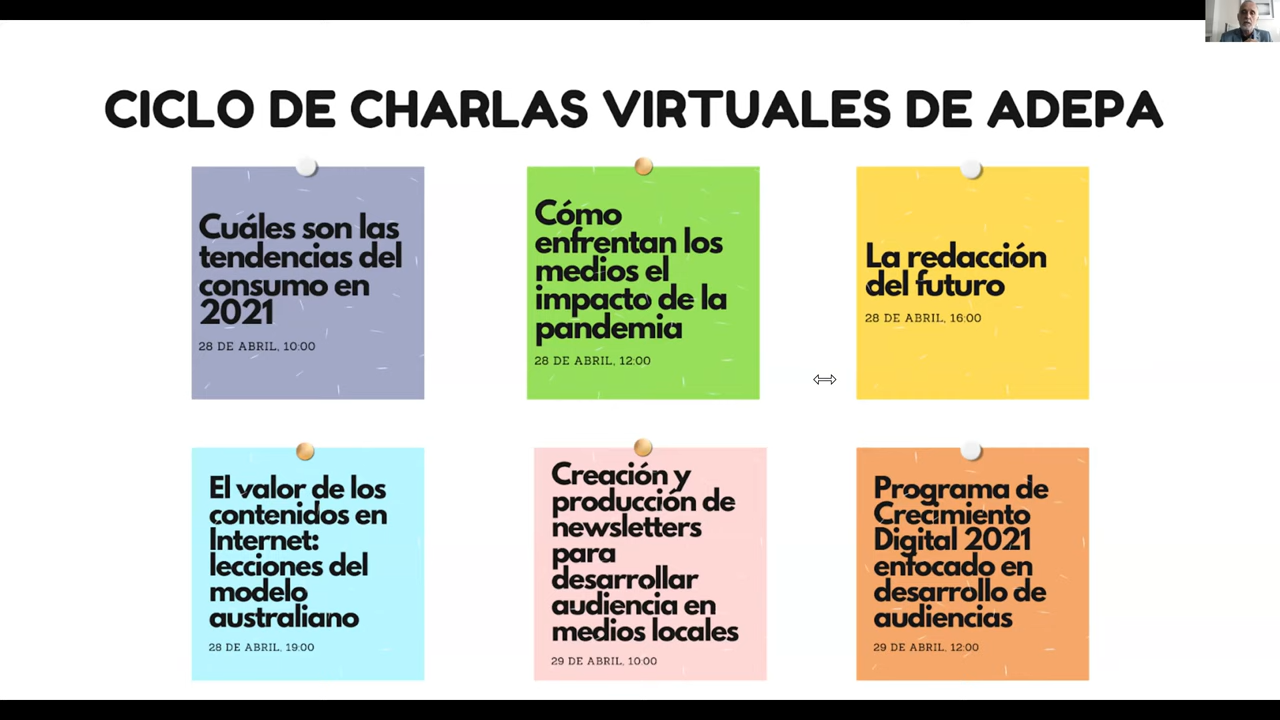 CICLO DE CHARLAS VIRTUALES DE ADEPA
Cuáles son las
tendencias del
consumo en
2021
28 DE ABRIL, 10:00
Cómo
enfrentan los
medios el
impacto de la
pandemia
28 DE ABRIL, 12:00
La redacción
del futuro
28 DE ABRIL, 16:00
El valor de los
contenidos en
Internet:
lecciones del
modelo
australiano
28 DE ABRIL, 19:00
Creación y
producción de
newsletters
para
desarrollar
audiencia en
medios locales
29 DE ABRIL, 10:00
Programa de
Crecimiento
Digital 2021
enfocado en
desarrollo de
audiencias
29 DE ABRIL, 12:00